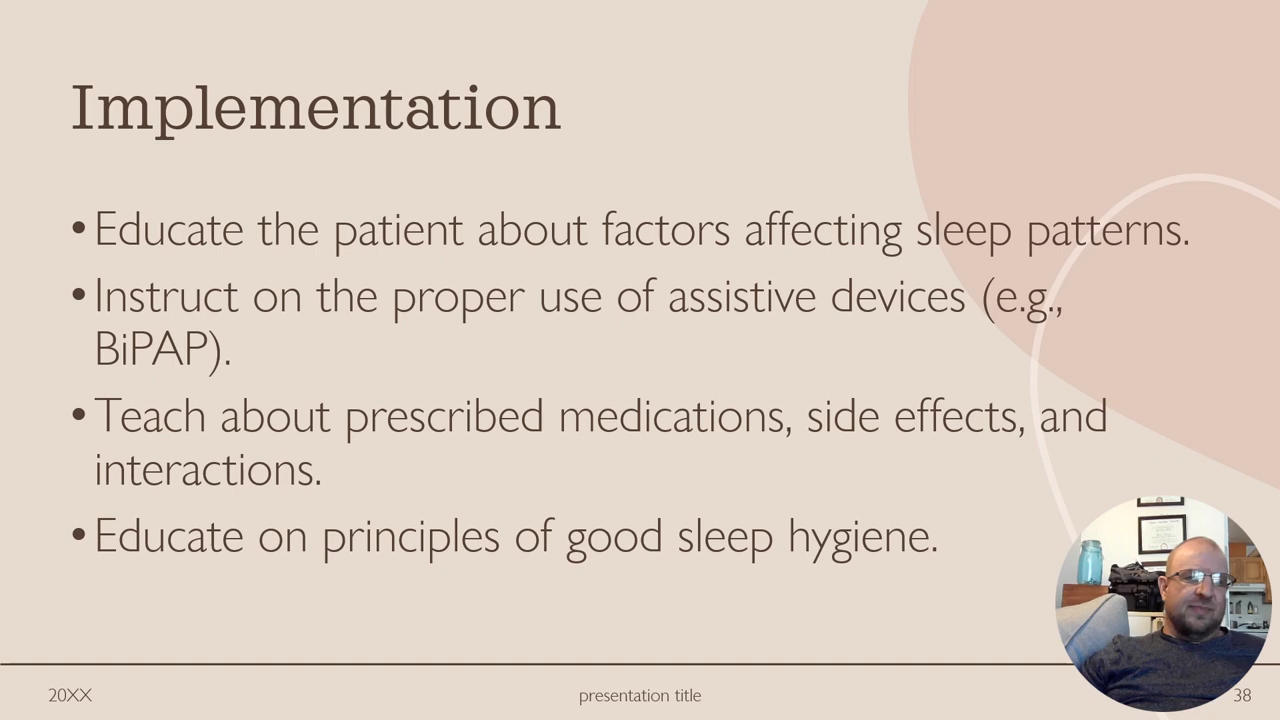 Implementation
• Educate the patient about factors affecting sleep patterns.
• Instruct on the proper use of assistive devices (e.g.,
BiPAP).
• Teach about prescribed medications, side effects, and
interactions.
• Educate on principles of good sleep hygiene.
20XX
presentation title
38